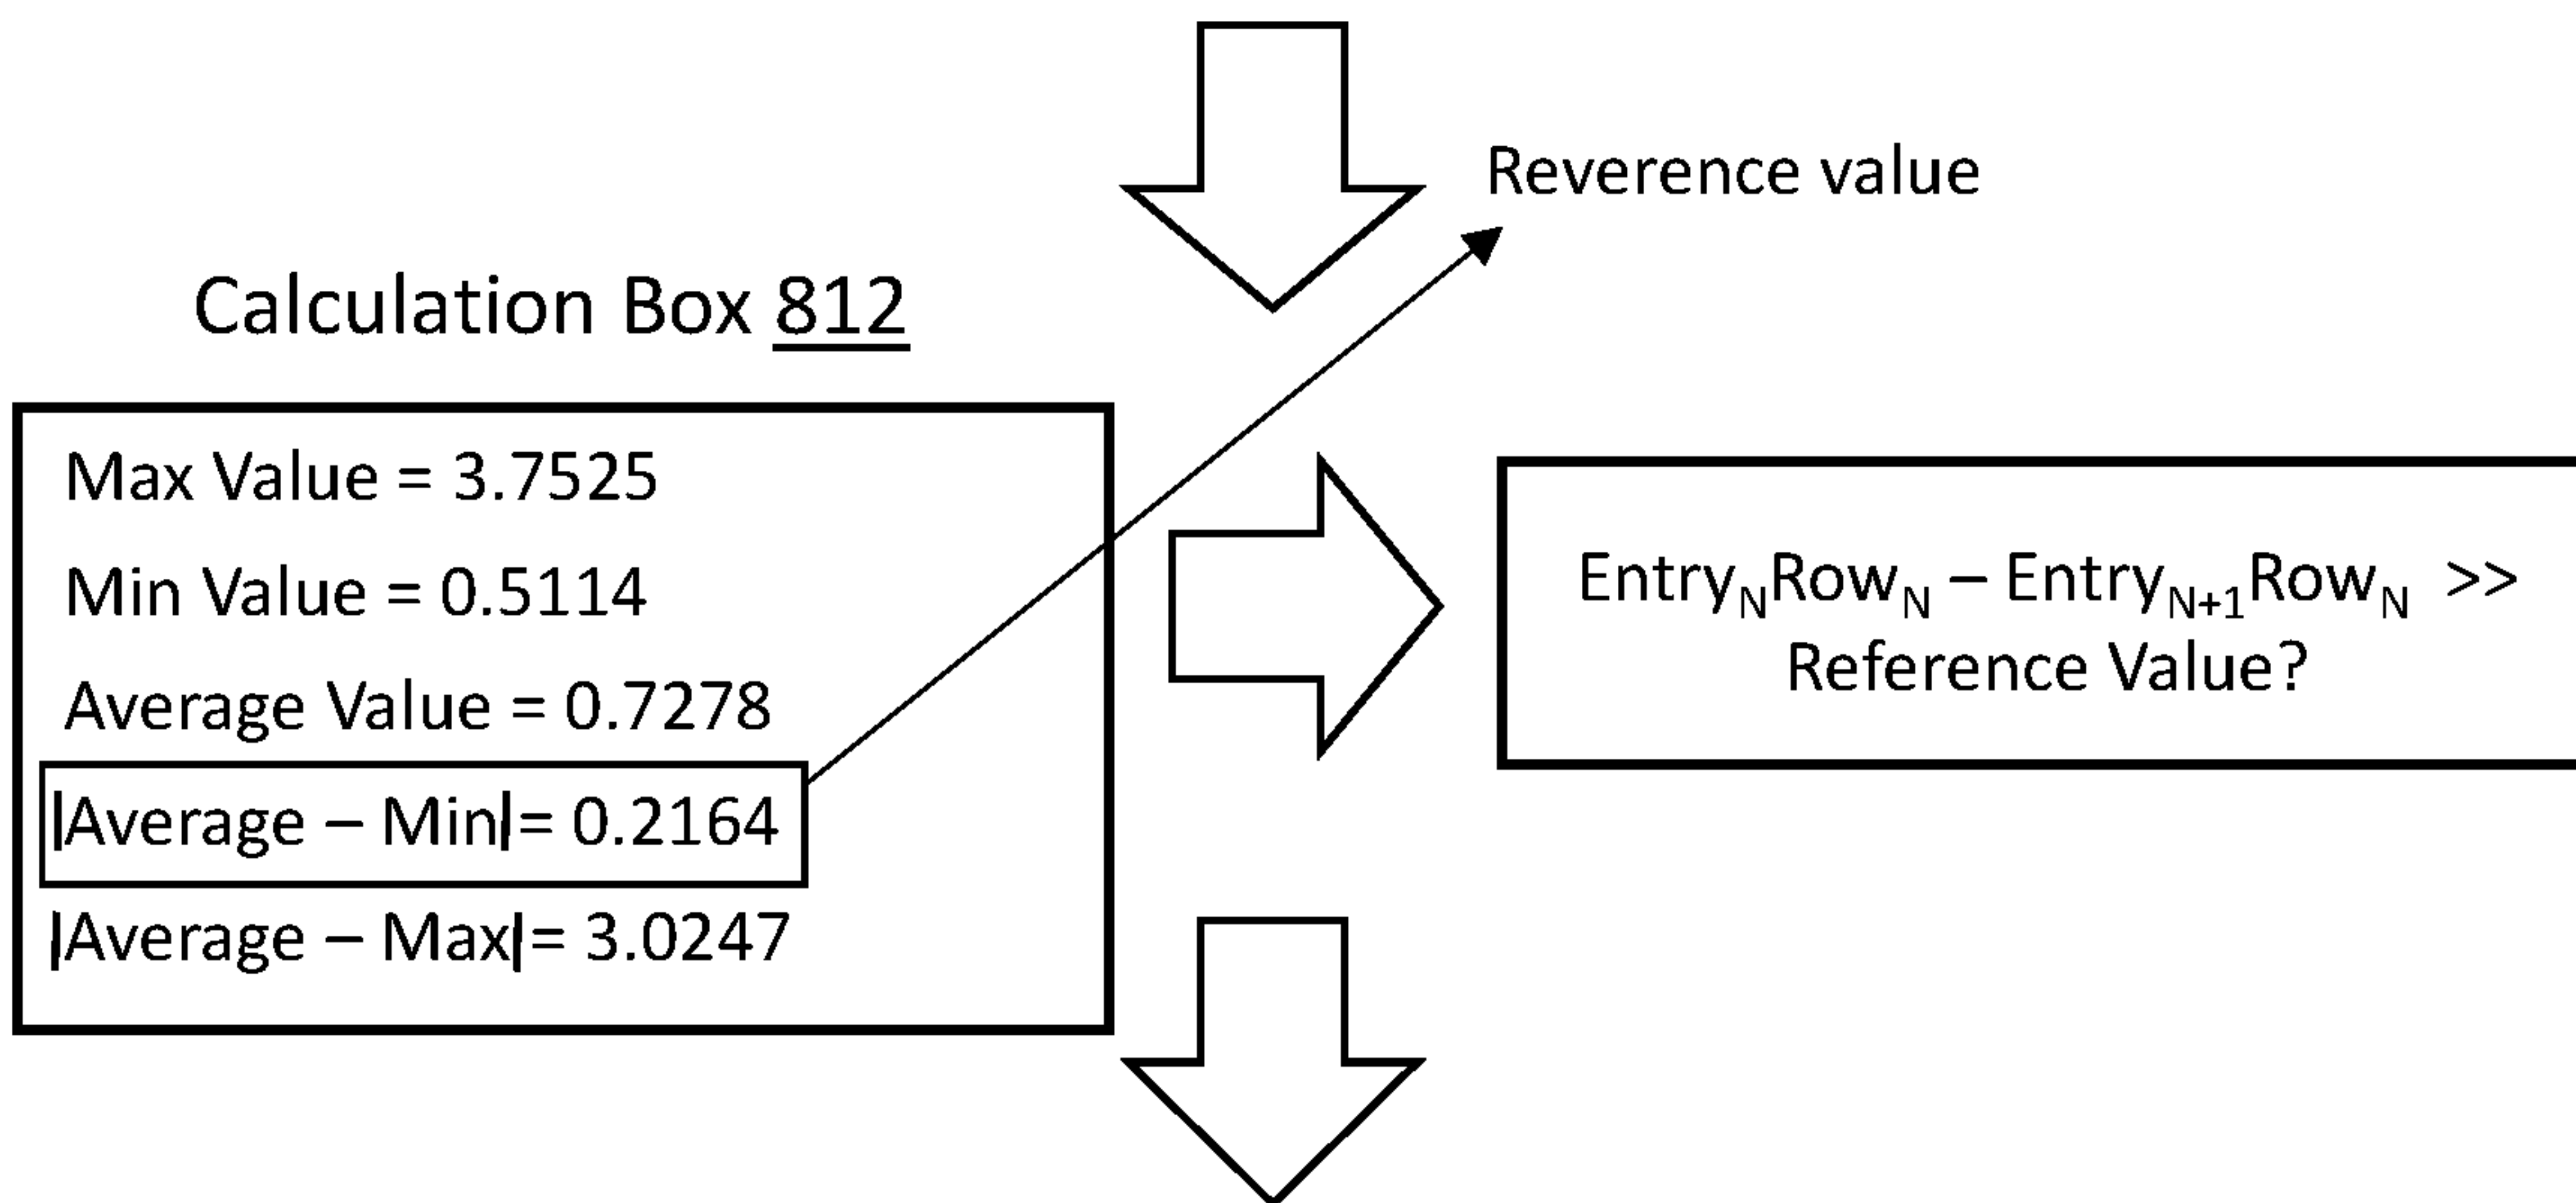 Reverence value
Calculation Box 812
Max Value = 3.7525
Min Value = 0.5114
Average Value = 0.7278
|Average – Min|= 0.2164
|Average – Max|= 3.0247
EntryNRowN – EntryN+1RowN >>
Reference Value?